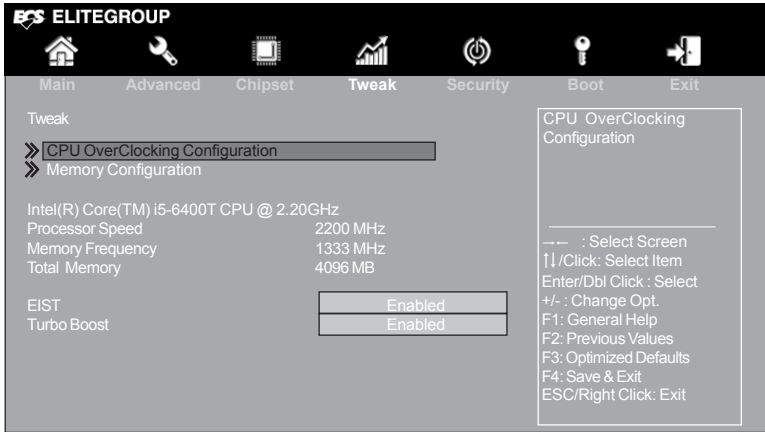 ECS ELITEGROUP
Main Advanced Chipset Tweak Security Boot Exit
Tweak
CPU OverClocking Configuration
Memory Configuration
Intel(R) Core(TM) i5-6400T CPU @ 2.20GHz
Processor Speed 2200 MHz
Memory Frequency 1333 MHz
Total Memory 4096 MB
EIST Enabled
Turbo Boost Enabled
CPU OverClocking
Configuration
→← : Select Screen
↑↓/Click: Select Item
Enter/Dbl Click : Select
+/- : Change Opt.
F1: General Help
F2: Previous Values
F3: Optimized Defaults
F4: Save & Exit
ESC/Right Click: Exit